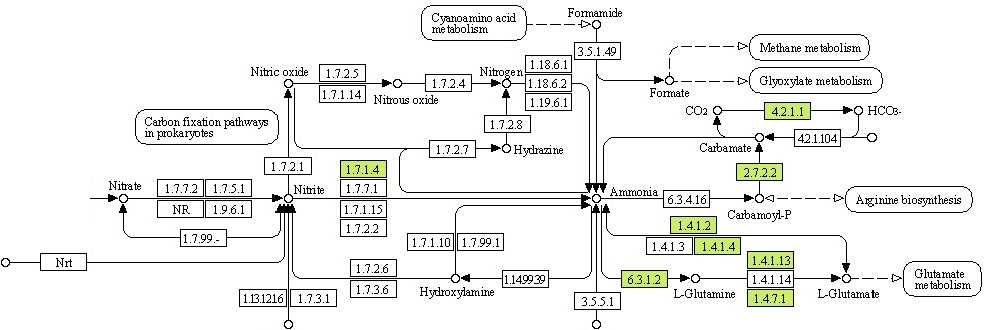 Cyanoamino acid
metabolism
Formamide
3.5.1.49
Methane metabolism
Nitric oxide
1.7.2.5
1.7.1.14
Nitrous oxide
1.7.2.4
Nitrogen
1.18.6.1
1.18.6.2
1.19.6.1
Formate
Glyoxylate metabolism
Carbon fixation pathways
in prokaryotes
CO2
4.2.1.1
HCO3-
1.7.2.8
1.7.2.7
Hydrazine
Carbamate
4.2.1.104
1.7.2.1
1.7.1.4
2.7.2.2
Nitrate
1.7.7.2
1.7.5.1
NR
1.9.6.1
Nitrite
1.7.7.1
1.7.1.15
1.7.2.2
Ammonia
6.3.4.16
Carbamoyl-P
Arginine biosynthesis
1.7.99.-
1.7.1.10
1.7.99.1
1.4.1.2
1.4.1.3
1.4.1.4
Nrt
1.7.2.6
1.7.3.6
Hydroxylamine
1.14.99.39
6.3.1.2
L-Glutamine
1.4.1.13
1.4.1.14
1.4.7.1
L-Glutamate
Glutamate
metabolism
1.13.12.16
1.7.3.1
3.5.5.1